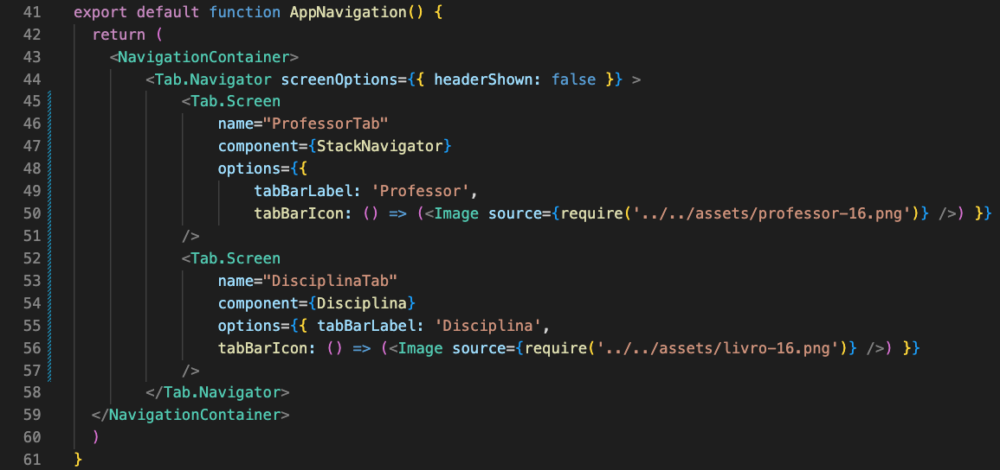 41 export default function AppNavigation() {
42 return (
43 <NavigationContainer>
44 <Tab.Navigator screenOptions={{ headerShown: false }} >
45 <Tab.Screen
46 name="ProfessorTab"
47 component={StackNavigator}
48 options={{
49 tabBarLabel: 'Professor',
50 tabBarIcon: () => (<Image source={require('../../assets/professor-16.png')} />) }}
51 />
52 <Tab.Screen
53 name="DisciplinaTab"
54 component={Disciplina}
55 options={{ tabBarLabel: 'Disciplina',
56 tabBarIcon: () => (<Image source={require('../../assets/livro-16.png')} />) }}
57 />
58 </Tab.Navigator>
59 </NavigationContainer>
60 )
61 }